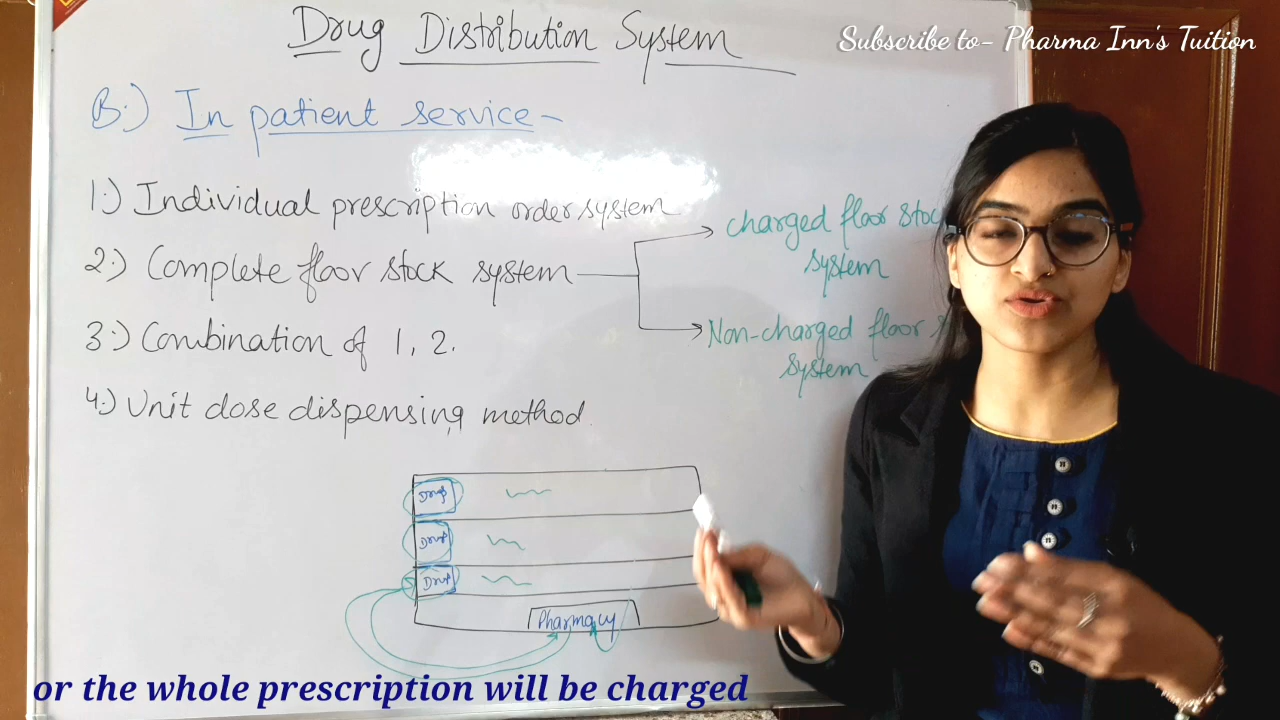 Drug Distribution System
Subscribe to- Pharma Inn's Tuition
B.) In patient service -
1.) Individual prescription order system
2.) Complete floor stock system
charged floor stoc
system
Non-charged floor s
system
3.) Combination of 1, 2.
4.) Unit dose dispensing method.
Drug
Drug
Drug
Pharmacy
or the whole prescription will be charged